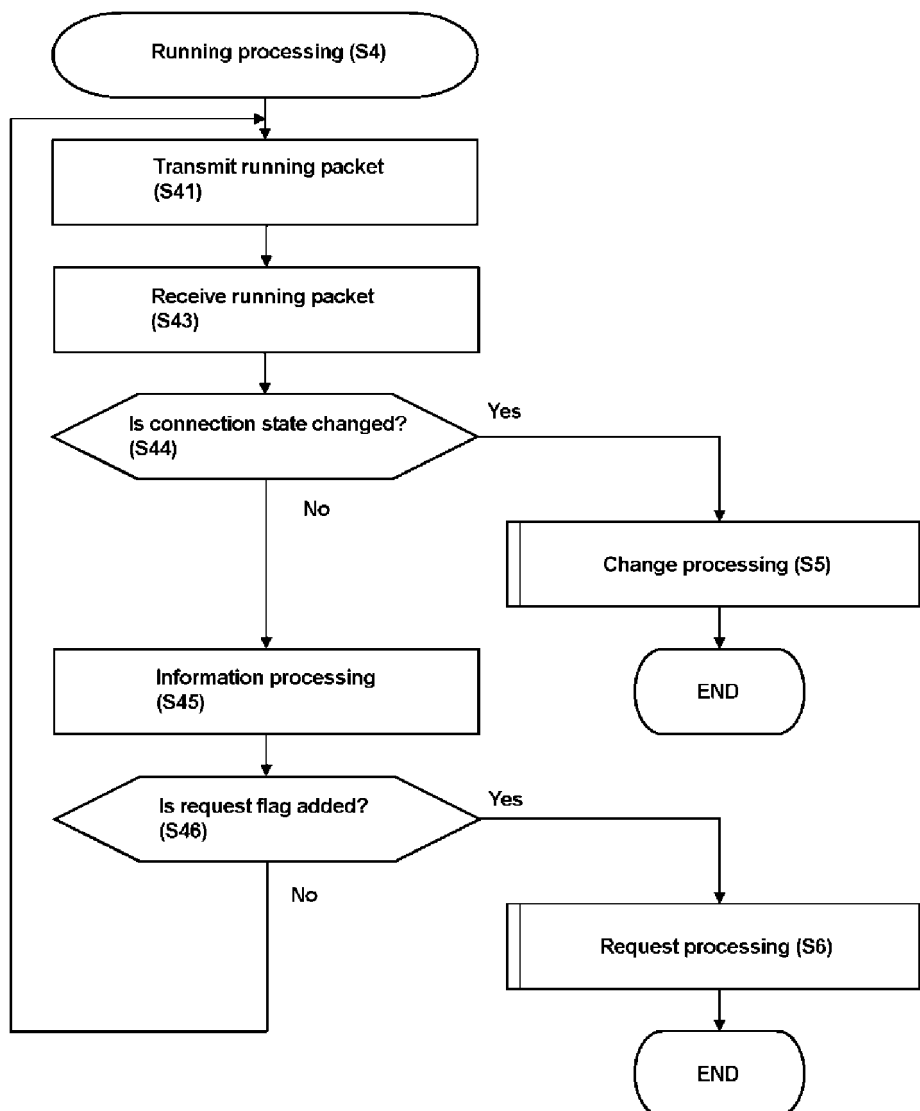 Running processing (S4)
Transmit running packet
(S41)
Receive running packet
(S43)
Is connection state changed?
(S44)
Yes
No
Change processing (S5)
END
Information processing
(S45)
Is request flag added?
(S46)
Yes
No
Request processing (S6)
END